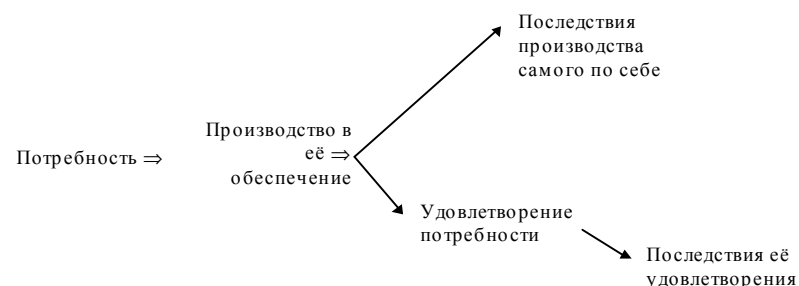 Последствия
производства
самого по себе
Потребность ⇒
Производство в
её ⇒
обеспечение
Удовлетворение
потребности
Последствия её
удовлетворения